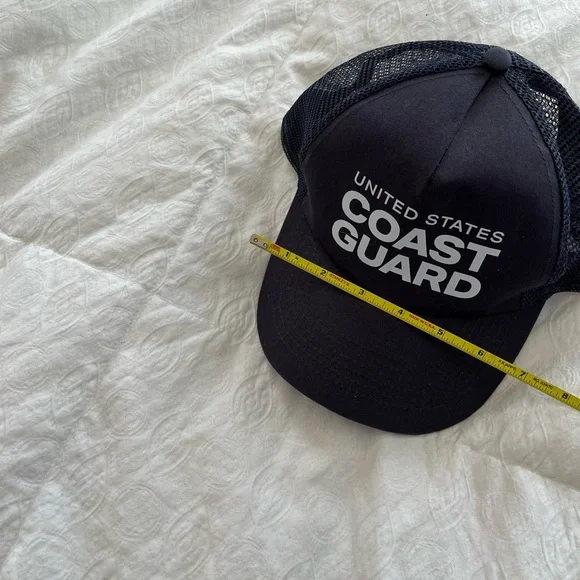 UNITED STATES
COAST
GUARD
1 2 3 4 5 6 7 8